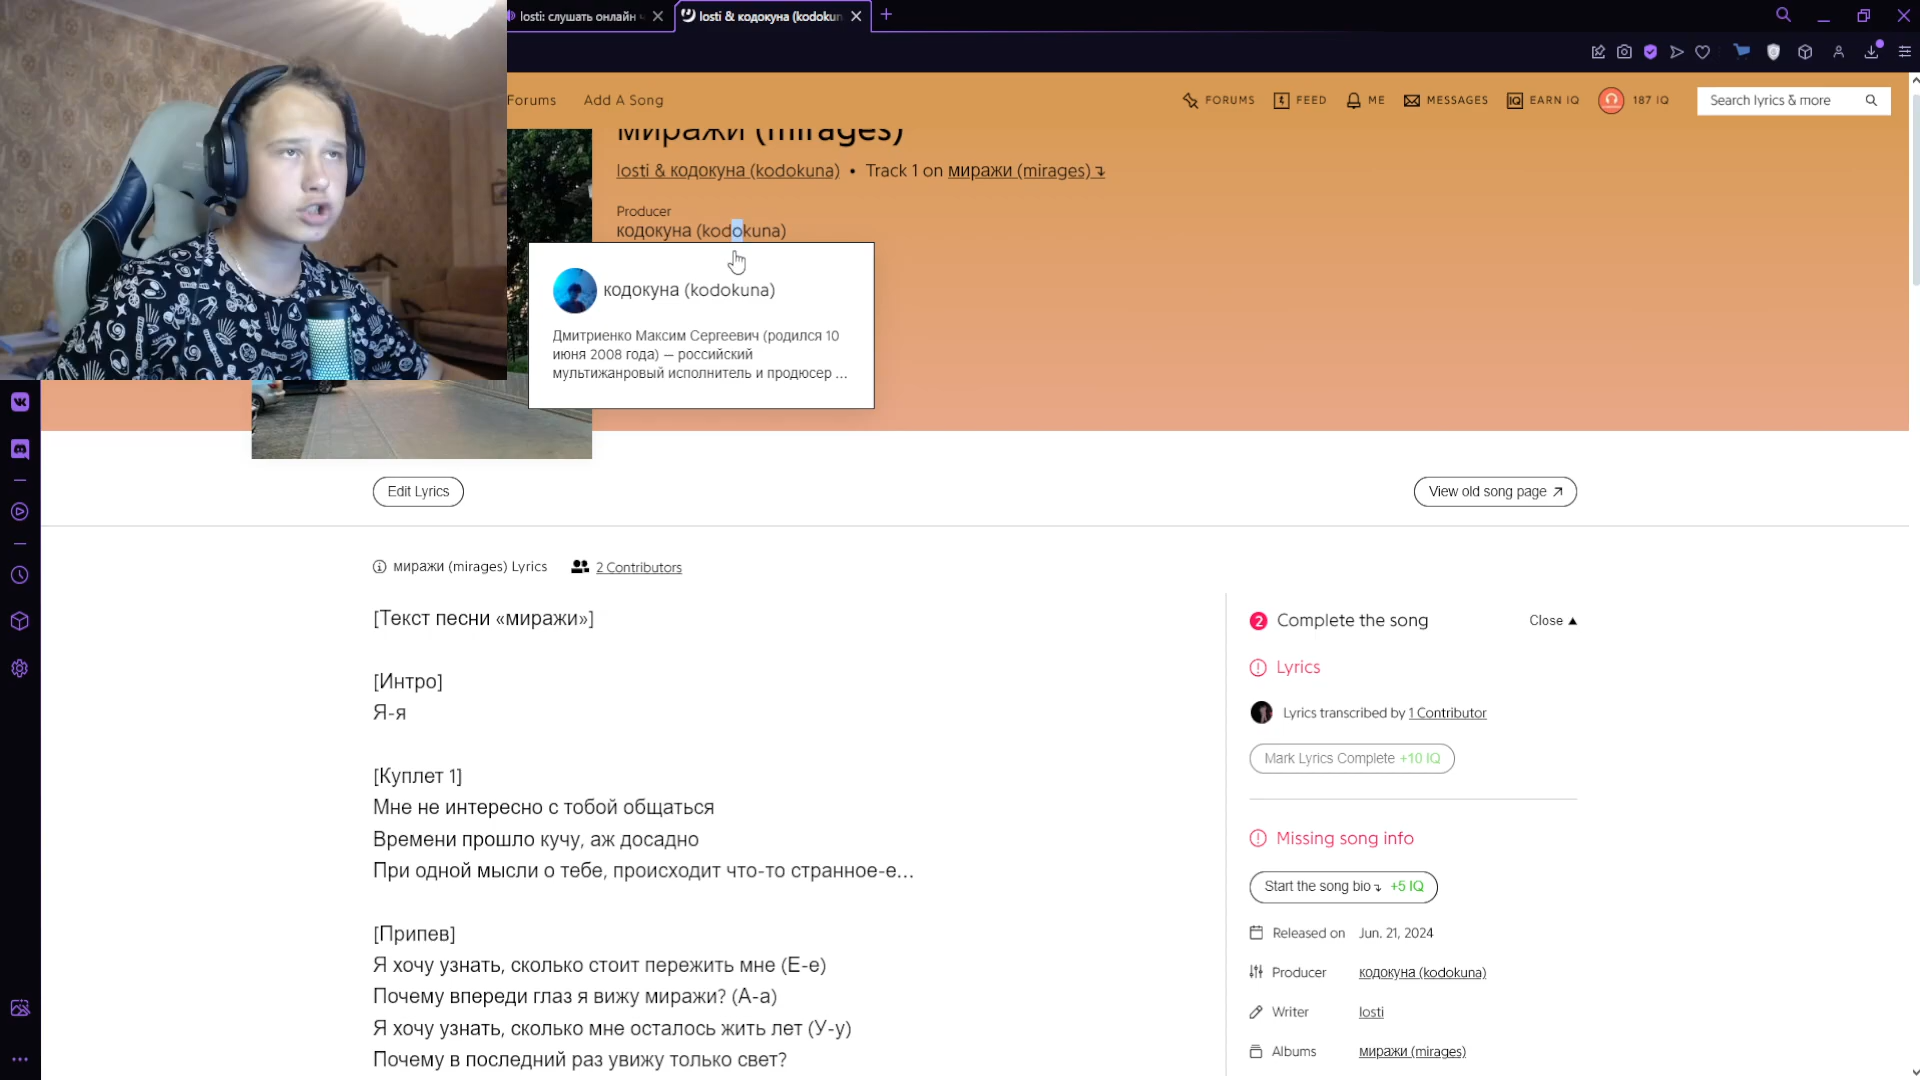 losti: слушать онлайн
losti & кодокуна (kodokun
Forums
Add A Song
FORUMS
FEED
ME
MESSAGES
EARN IQ
187 IQ
Search lyrics & more
миражи (mirages)
losti & кодокуна (kodokuna) • Track 1 on миражи (mirages)
Producer
кодокуна (kodokuna)
кодокуна (kodokuna)
Дмитриенко Максим Сергеевич (родился 10
июня 2008 года) — российский
мультижанровый исполнитель и продюсер ...
Edit Lyrics
View old song page
миражи (mirages) Lyrics
2 Contributors
[Текст песни «миражи»]
[Интро]
Я-я
[Куплет 1]
Мне не интересно с тобой общаться
Времени прошло кучу, аж досадно
При одной мысли о тебе, происходит что-то странное-е...
[Припев]
Я хочу узнать, сколько стоит пережить мне (Е-е)
Почему впереди глаз я вижу миражи? (А-а)
Я хочу узнать, сколько мне осталось жить лет (У-у)
Почему в последний раз увижу только свет?
2 Complete the song
Close
Lyrics
Lyrics transcribed by 1 Contributor
Mark Lyrics Complete +10 IQ
Missing song info
Start the song bio +5 IQ
Released on Jun. 21, 2024
Producer кодокуна (kodokuna)
Writer losti
Albums миражи (mirages)